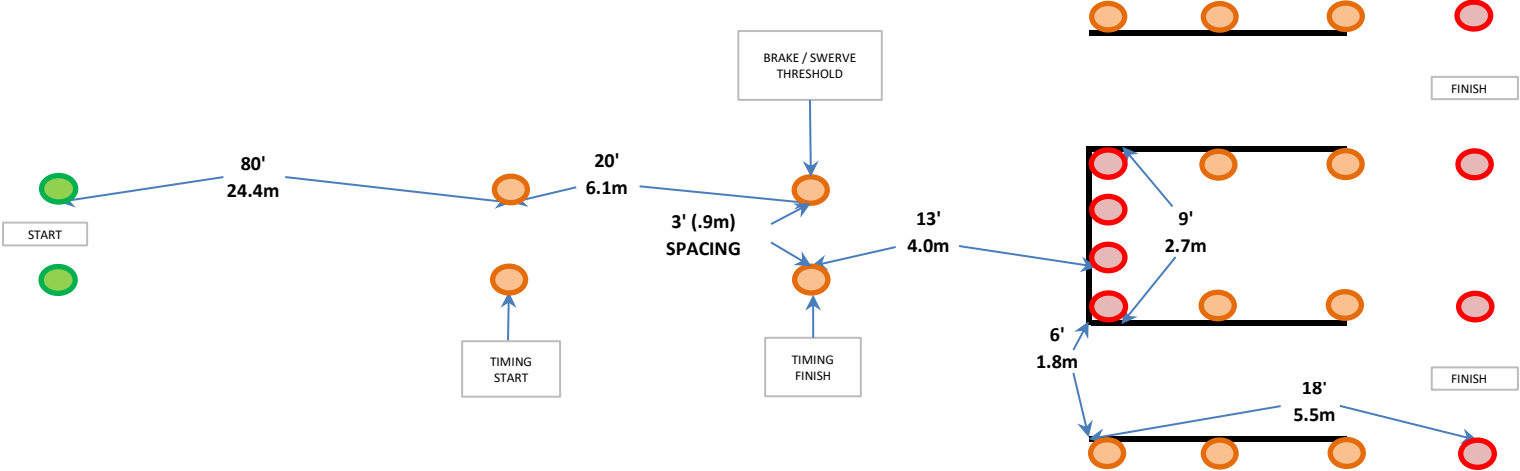 BRAKE / SWERVE
THRESHOLD
FINISH
80'
24.4m
20'
6.1m
START
3' (.9m)
SPACING
13'
4.0m
9'
2.7m
TIMING
START
TIMING
FINISH
6'
1.8m
FINISH
18'
5.5m